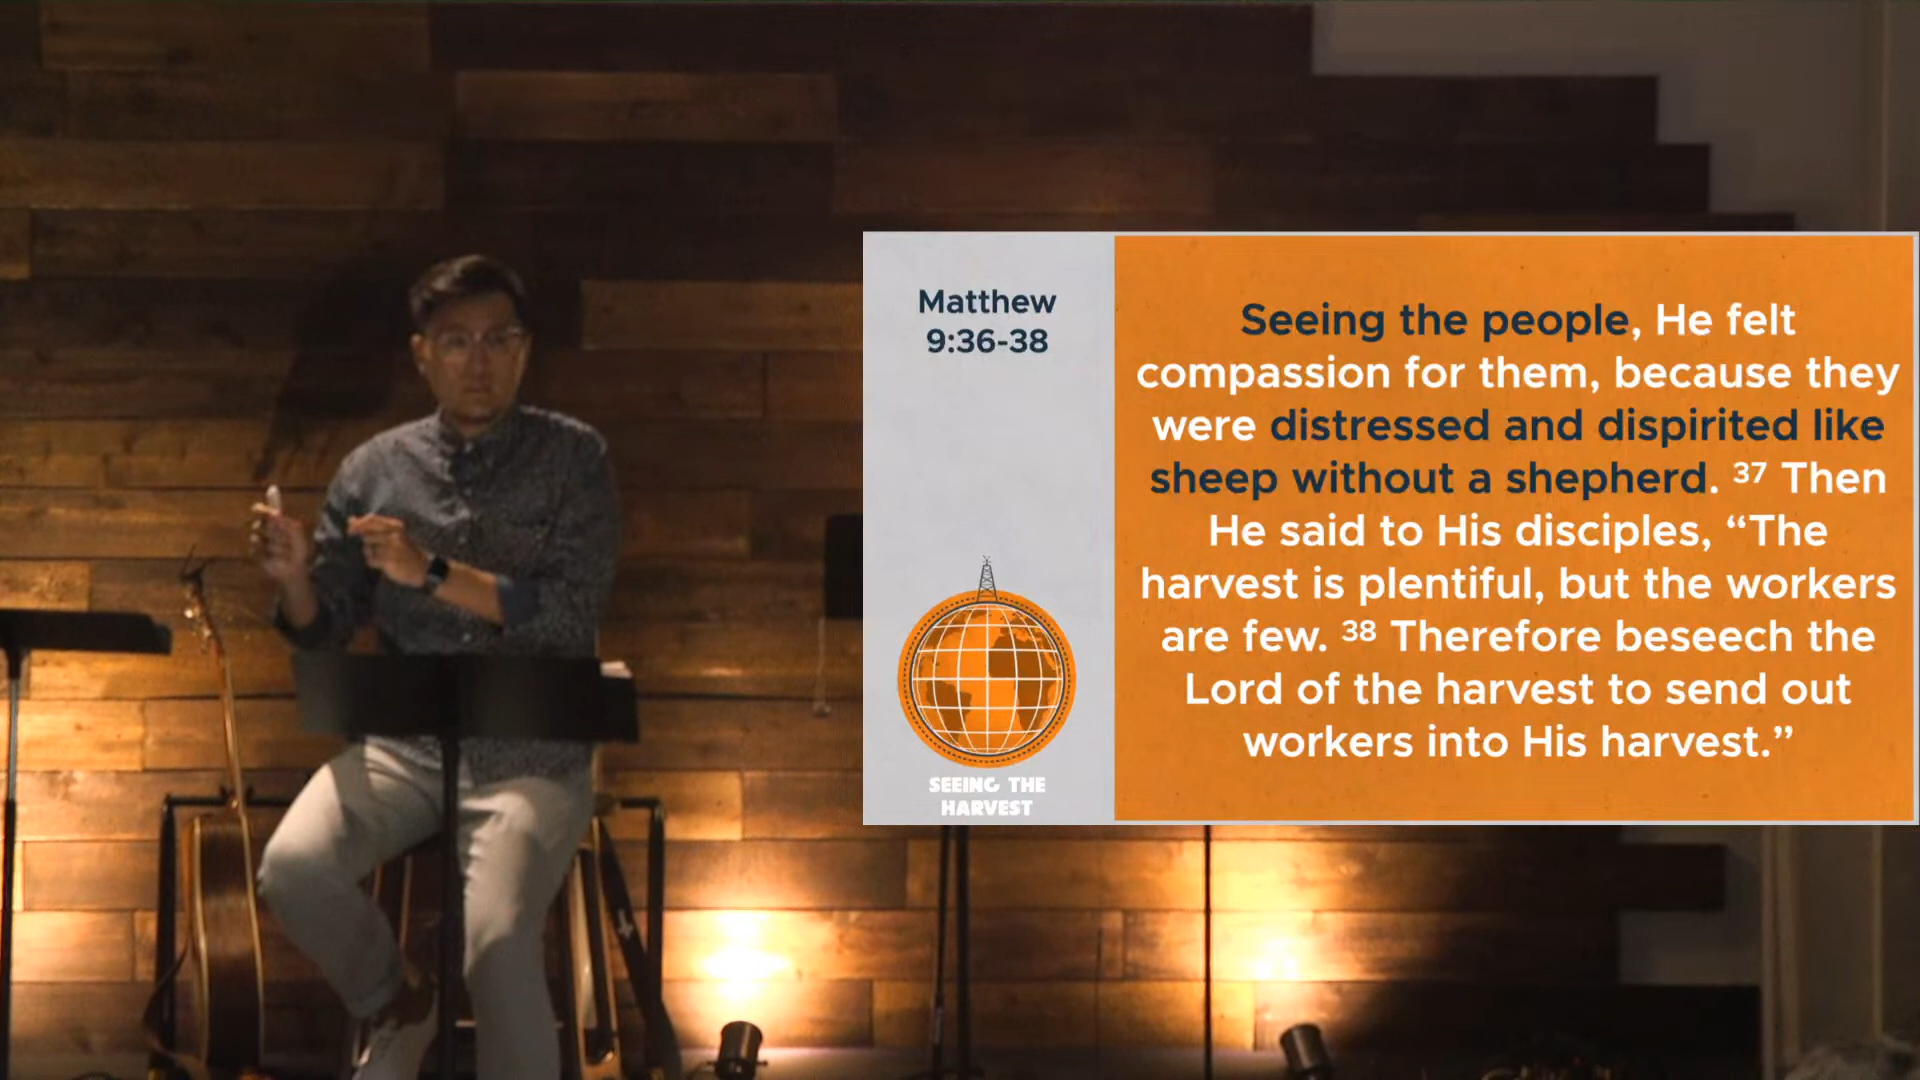 Matthew
9:36-38
SEEING THE
HARVEST
Seeing the people, He felt
compassion for them, because they
were distressed and dispirited like
sheep without a shepherd. ³⁷ Then
He said to His disciples, “The
harvest is plentiful, but the workers
are few. ³⁸ Therefore beseech the
Lord of the harvest to send out
workers into His harvest.”